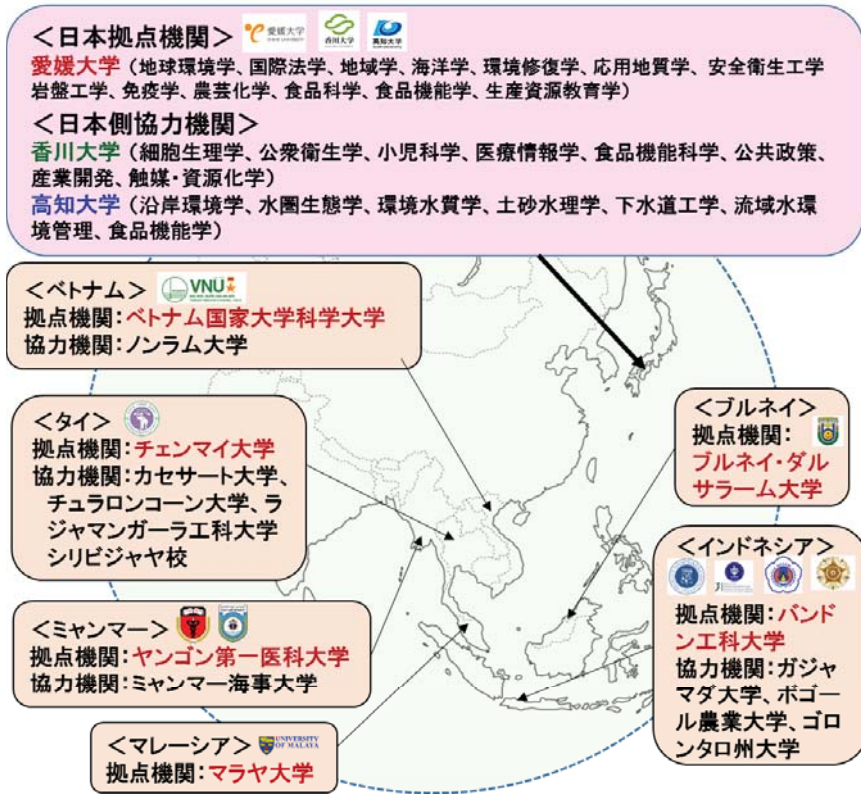 ＜日本拠点機関＞ 愛媛大学 香川大学 高知大学
愛媛大学（地球環境学、国際法学、地域学、海洋学、環境修復学、応用地質学、安全衛生工学
岩盤工学、免疫学、農芸化学、食品科学、食品機能学、生産資源教育学）
＜日本側協力機関＞
香川大学（細胞生理学、公衆衛生学、小児科学、医療情報学、食品機能科学、公共政策、
産業開発、触媒・資源化学）
高知大学（沿岸環境学、水圏生態学、環境水質学、土砂水理学、下水道工学、流域水環
境管理、食品機能学）
＜ベトナム＞ VNU
拠点機関：ベトナム国家大学科学大学
協力機関：ノンラム大学
＜タイ＞
拠点機関：チェンマイ大学
協力機関：カセサート大学、
チュラロンコーン大学、ラ
ジャマンガーラ工科大学
シリビジャヤ校
＜ミャンマー＞
拠点機関：ヤンゴン第一医科大学
協力機関：ミャンマー海事大学
＜マレーシア＞ UNIVERSITY
OF MALAYA
拠点機関：マラヤ大学
＜ブルネイ＞
拠点機関：
ブルネイ・ダル
サラーム大学
＜インドネシア＞
拠点機関：バンド
ン工科大学
協力機関：ガジャ
マダ大学、ボゴー
ル農業大学、ゴロ
ンタロ州大学